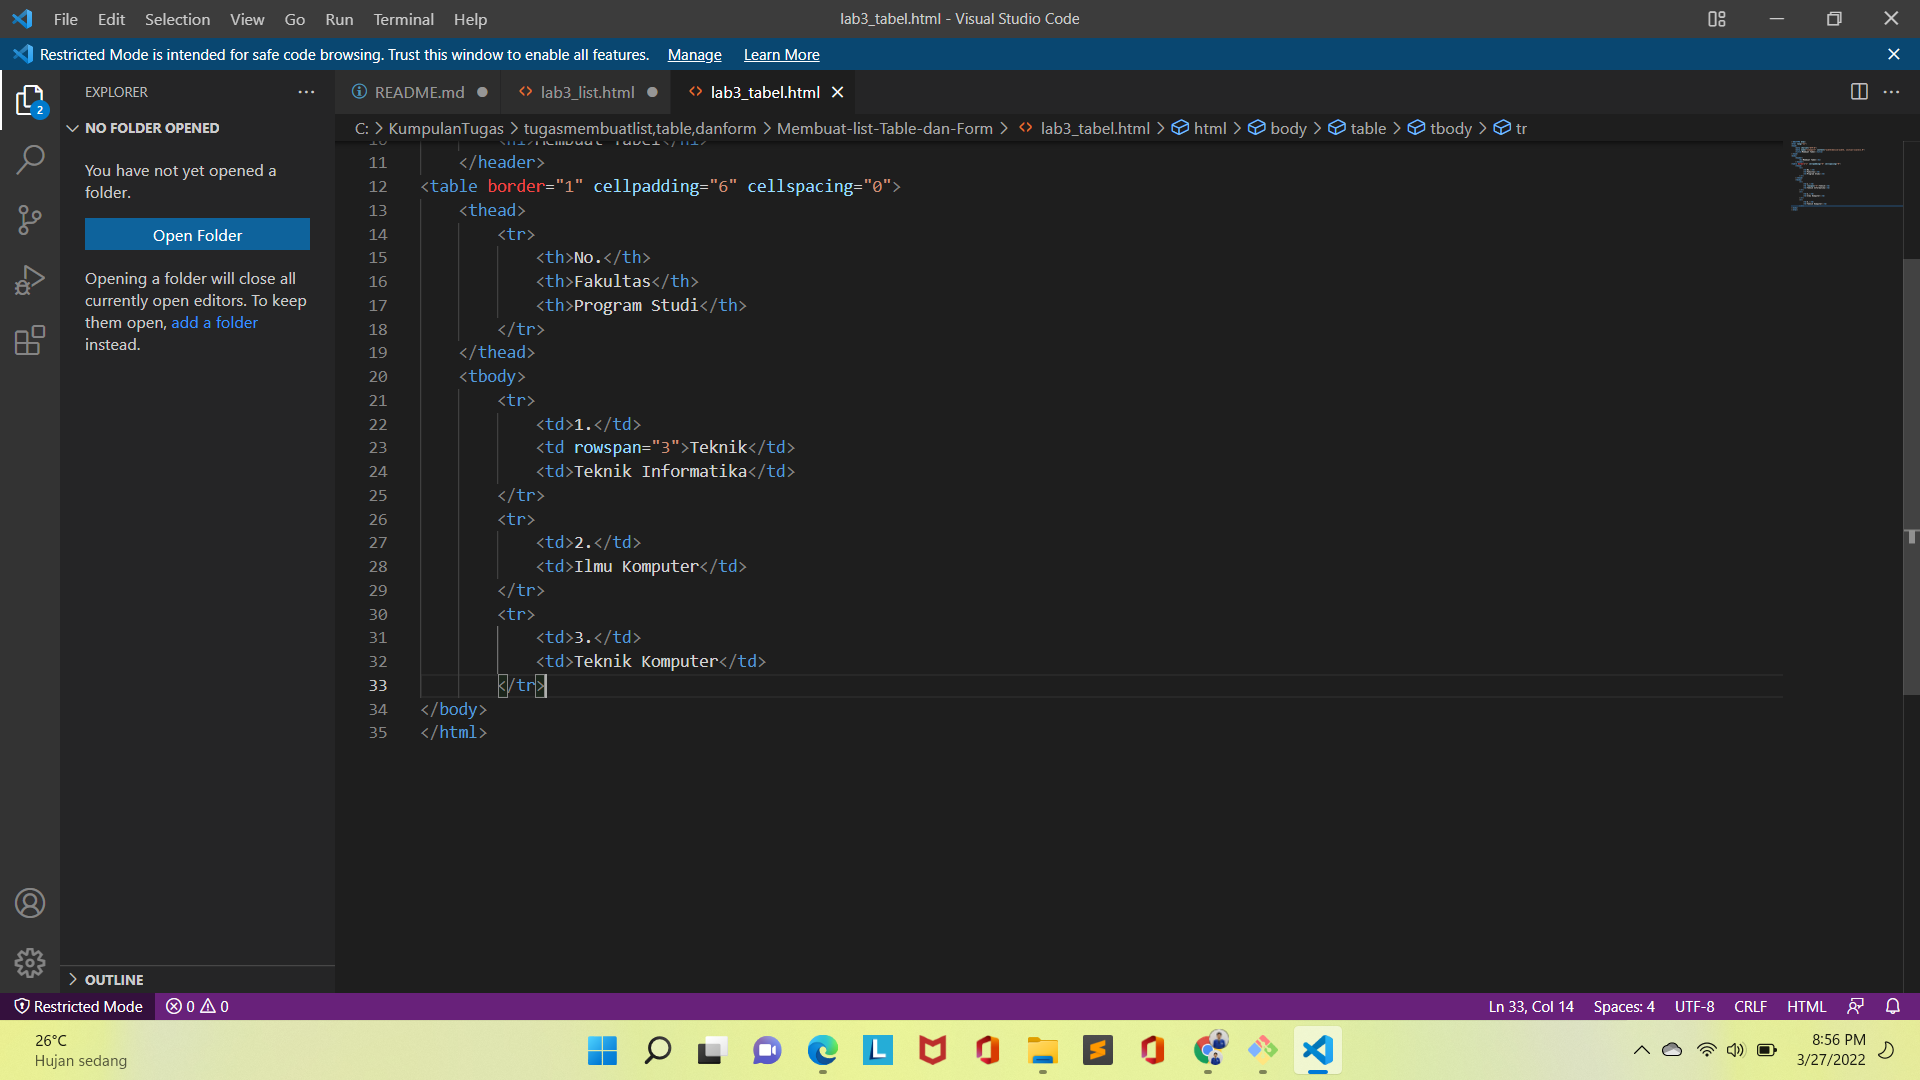 File Edit Selection View Go Run Terminal Help
lab3_tabel.html - Visual Studio Code
Restricted Mode is intended for safe code browsing. Trust this window to enable all features. Manage Learn More
2
EXPLORER
NO FOLDER OPENED
You have not yet opened a
folder.
Open Folder
Opening a folder will close all
currently open editors. To keep
them open, add a folder
instead.
OUTLINE
README.md lab3_list.html lab3_tabel.html
C: > KumpulanTugas > tugasmembuatlist,table,danform > Membuat-list-Table-dan-Form > lab3_tabel.html > html > body > table > tbody > tr
10 <h1>Membuat Tabel</h1>
11 </header>
12 <table border="1" cellpadding="6" cellspacing="0">
13 <thead>
14 <tr>
15 <th>No.</th>
16 <th>Fakultas</th>
17 <th>Program Studi</th>
18 </tr>
19 </thead>
20 <tbody>
21 <tr>
22 <td>1.</td>
23 <td rowspan="3">Teknik</td>
24 <td>Teknik Informatika</td>
25 </tr>
26 <tr>
27 <td>2.</td>
28 <td>Ilmu Komputer</td>
29 </tr>
30 <tr>
31 <td>3.</td>
32 <td>Teknik Komputer</td>
33 </tr>
34 </body>
35 </html>
Restricted Mode 0 0
Ln 33, Col 14 Spaces: 4 UTF-8 CRLF HTML
26°C
Hujan sedang
L
8:56 PM
3/27/2022